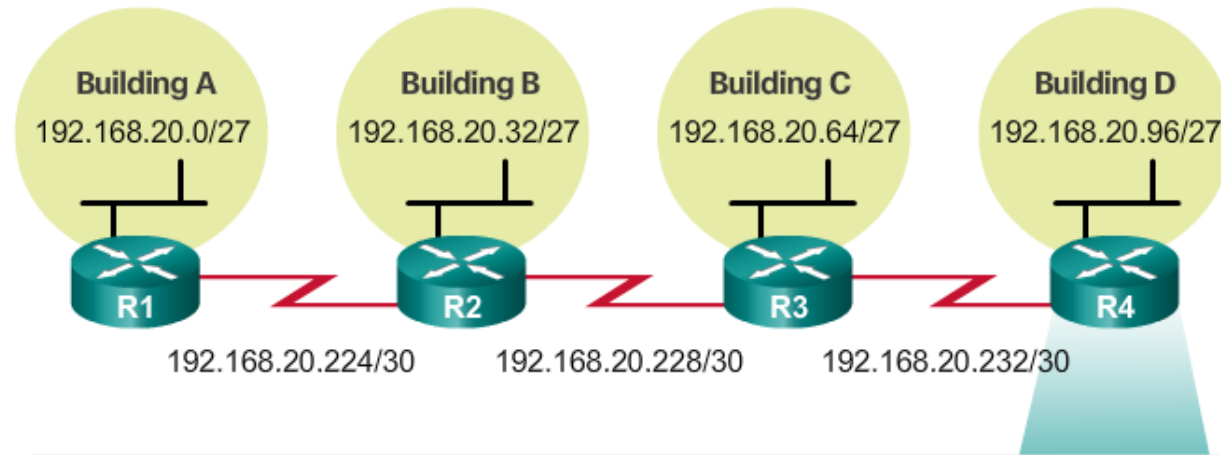 Building A
192.168.20.0/27
Building B
192.168.20.32/27
Building C
192.168.20.64/27
Building D
192.168.20.96/27
R1
R2
R3
R4
192.168.20.224/30
192.168.20.228/30
192.168.20.232/30